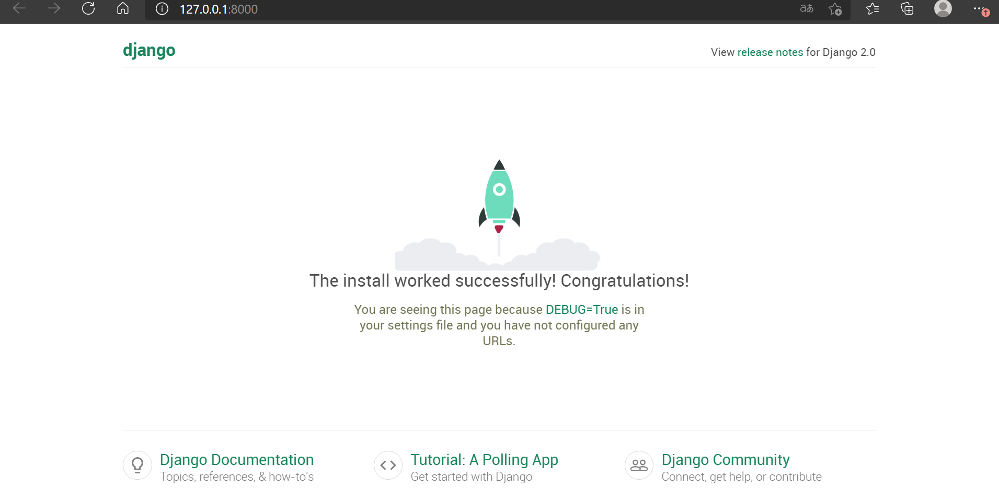 127.0.0.1:8000
aあ
django
View release notes for Django 2.0
The install worked successfully! Congratulations!
You are seeing this page because DEBUG=True is in
your settings file and you have not configured any
URLs.
Django Documentation
Topics, references, & how-to's
Tutorial: A Polling App
Get started with Django
Django Community
Connect, get help, or contribute